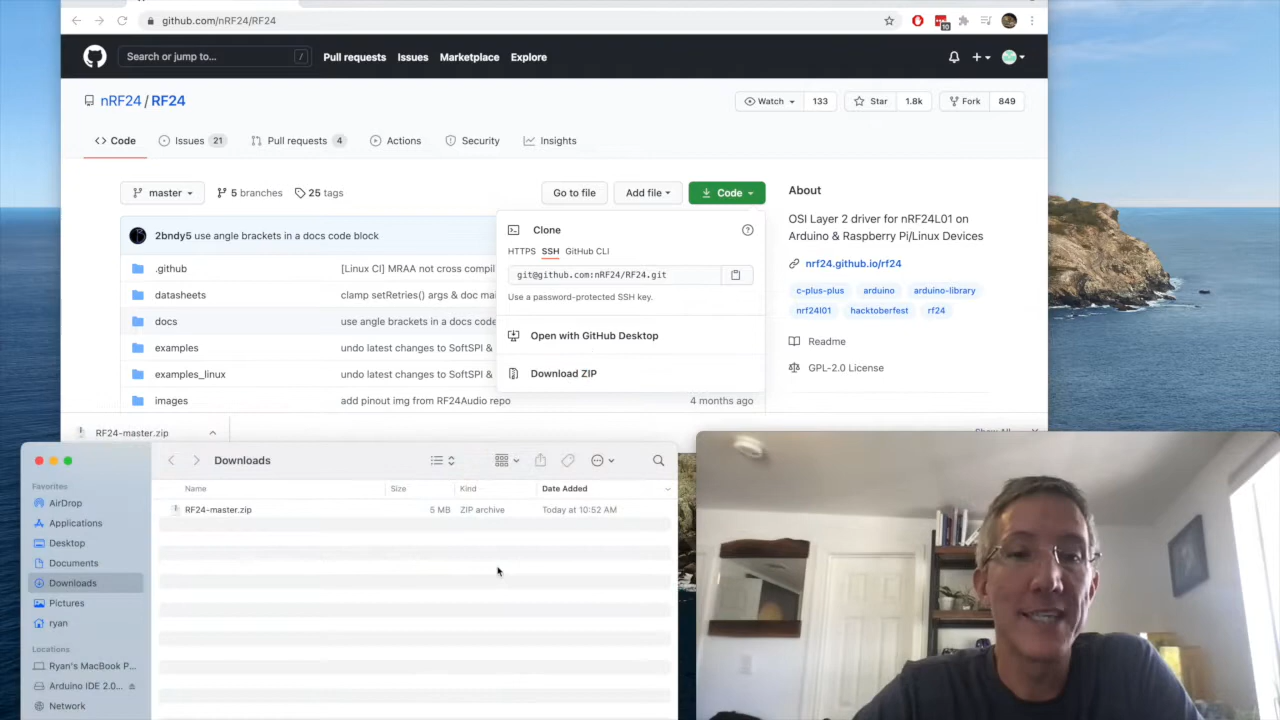 github.com/nRF24/RF24
10
Search or jump to...
/
Pull requests
Issues
Marketplace
Explore
nRF24 / RF24
Watch
133
Star
1.8k
Fork
849
Code
Issues 21
Pull requests 4
Actions
Security
Insights
master
5 branches
25 tags
Go to file
Add file
Code
About
OSI Layer 2 driver for nRF24L01 on
Arduino & Raspberry Pi/Linux Devices
nrf24.github.io/rf24
c-plus-plus
arduino
arduino-library
nrf24l01
hacktoberfest
rf24
Readme
GPL-2.0 License
2bndy5 use angle brackets in a docs code block
.github
[Linux CI] MRAA not cross compil
datasheets
clamp setRetries() args & doc mai
docs
use angle brackets in a docs code
examples
undo latest changes to SoftSPI &
examples_linux
undo latest changes to SoftSPI &
images
add pinout img from RF24Audio repo
4 months ago
Clone
HTTPS SSH GitHub CLI
git@github.com:nRF24/RF24.git
Use a password-protected SSH key.
Open with GitHub Desktop
Download ZIP
RF24-master.zip
Downloads
Name
Size
Kind
Date Added
RF24-master.zip
5 MB
ZIP archive
Today at 10:52 AM
Favorites
AirDrop
Applications
Desktop
Documents
Downloads
Pictures
ryan
Locations
Ryan's MacBook P...
Arduino IDE 2.0...
Network